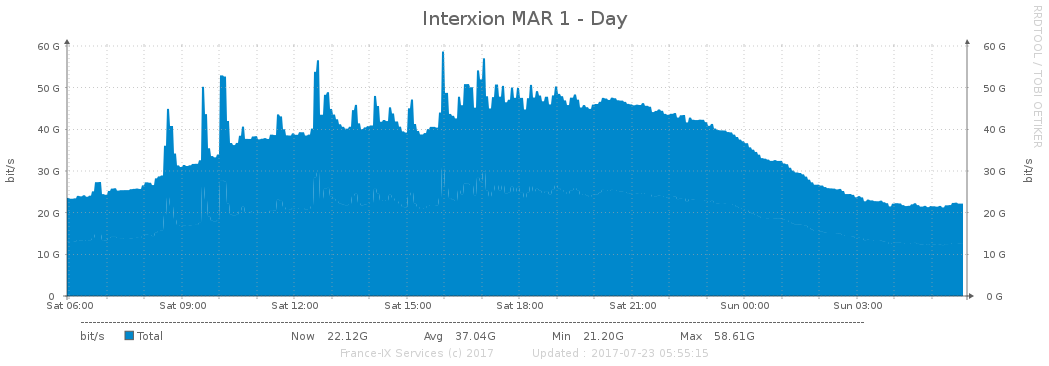 Interxion MAR 1 - Day
RRDTOOL / TOBI OETIKER
60 G 60 G
50 G 50 G
40 G 40 G
30 G 30 G
20 G 20 G
10 G 10 G
0 0 G
bit/s bit/s
Sat 06:00 Sat 09:00 Sat 12:00 Sat 15:00 Sat 18:00 Sat 21:00 Sun 00:00 Sun 03:00
bit/s Total Now 22.12G Avg 37.04G Min 21.20G Max 58.61G
France-IX Services (c) 2017 Updated : 2017-07-23 05:55:15